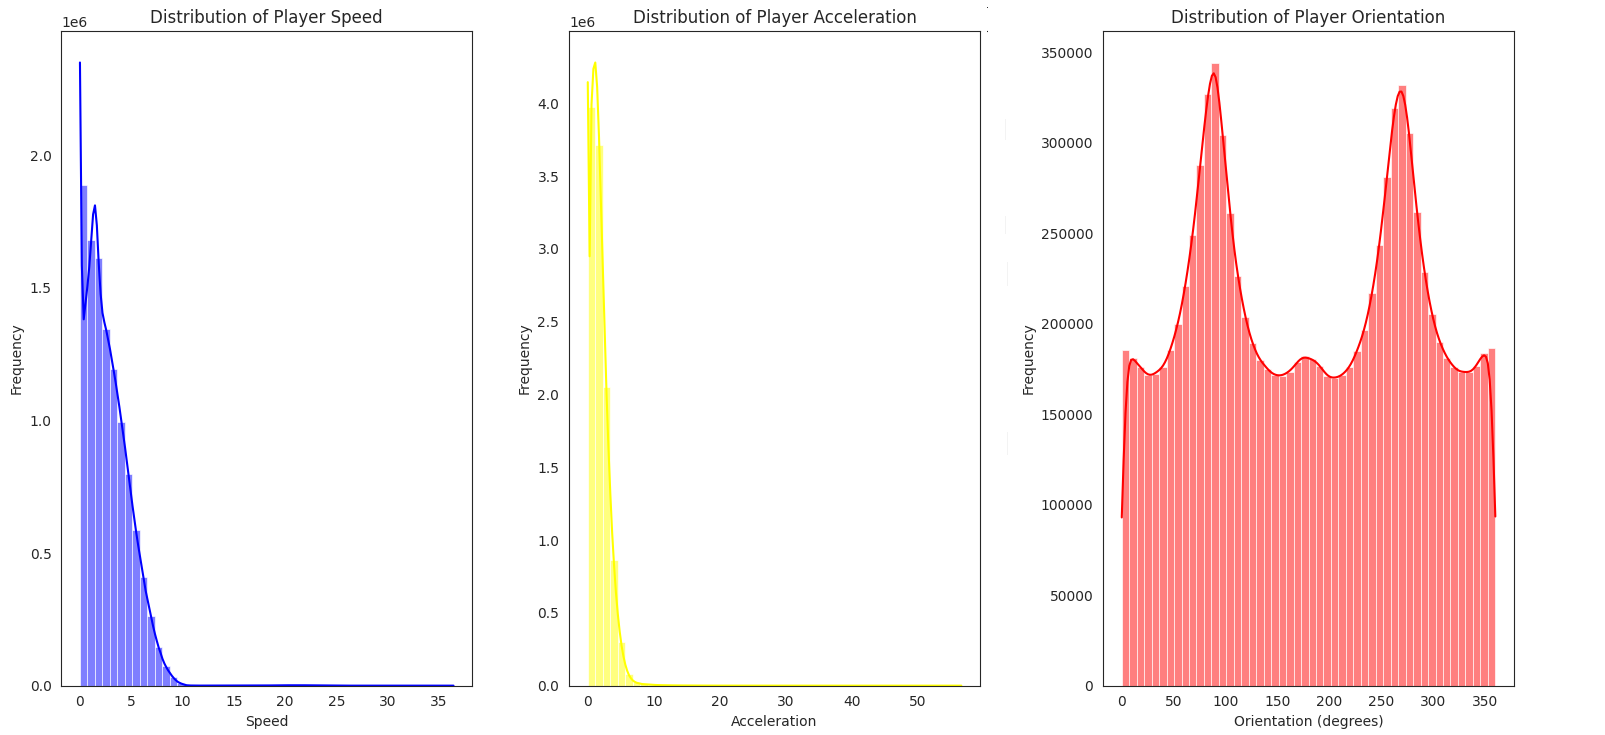 Distribution of Player Speed
1e6
2.0
1.5
1.0
0.5
0.0
Frequency
0 5 10 15 20 25 30 35
Speed
Distribution of Player Acceleration
1e6
4.0
3.5
3.0
2.5
2.0
1.5
1.0
0.5
0.0
Frequency
0 10 20 30 40 50
Acceleration
Distribution of Player Orientation
350000
300000
250000
200000
150000
100000
50000
0
Frequency
0 50 100 150 200 250 300 350
Orientation (degrees)